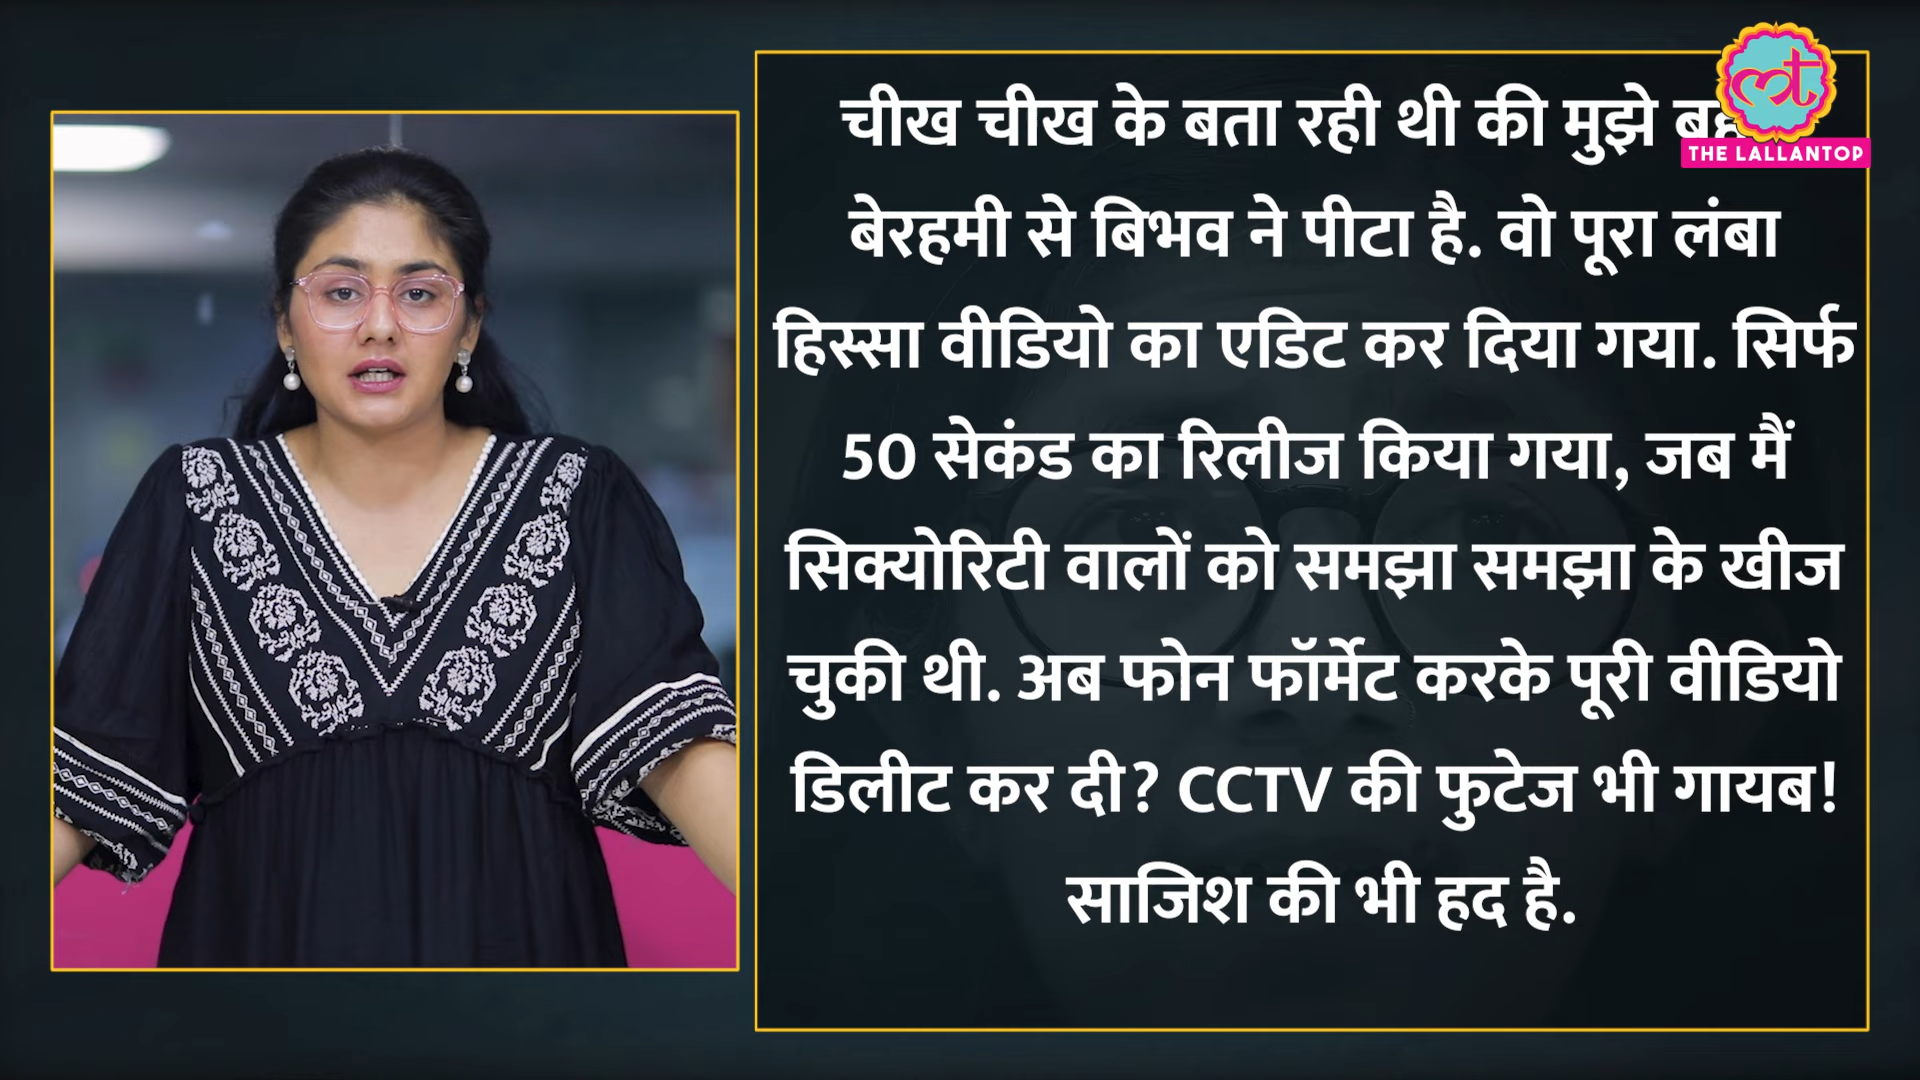 चीख चीख के बता रही थी की मुझे
बेरहमी से बिभव ने पीटा है. वो पूरा लंबा
हिस्सा वीडियो का एडिट कर दिया गया. सिर्फ
50 सेकंड का रिलीज किया गया, जब मैं
सिक्योरिटी वालों को समझा समझा के खीज
चुकी थी. अब फोन फॉर्मेट करके पूरी वीडियो
डिलीट कर दी? CCTV की फुटेज भी गायब!
साजिश की भी हद है.
THE LALLANTOP